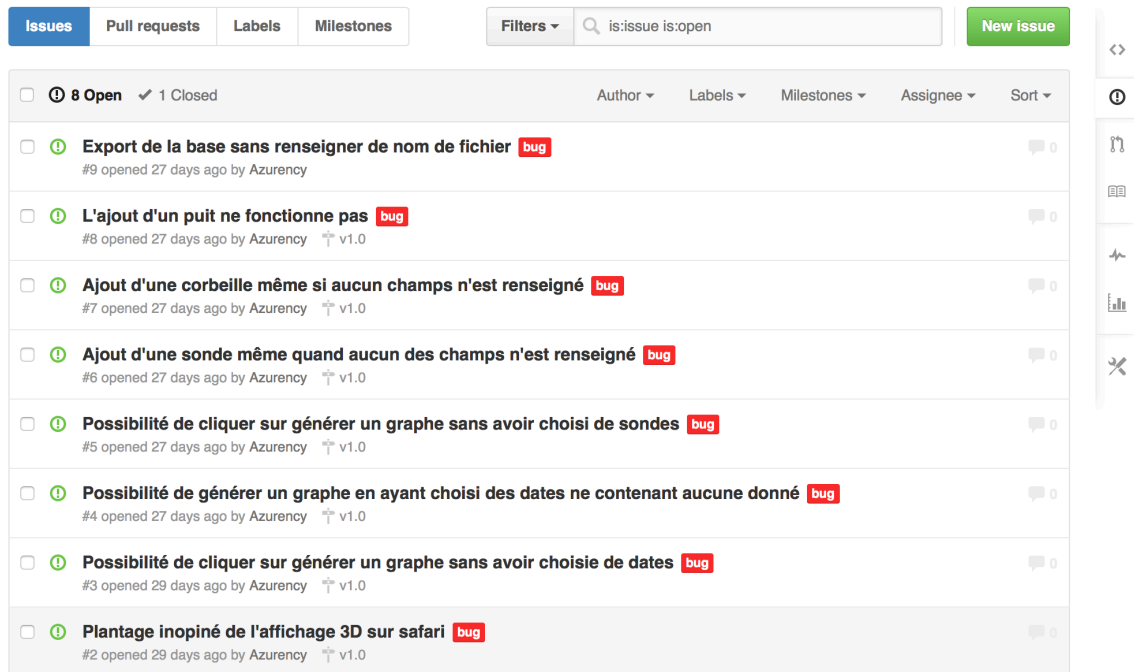 Issues Pull requests Labels Milestones Filters is:issue is:open New issue
8 Open 1 Closed Author Labels Milestones Assignee Sort
Export de la base sans renseigner de nom de fichier bug 0
#9 opened 27 days ago by Azurency
L'ajout d'un puit ne fonctionne pas bug 0
#8 opened 27 days ago by Azurency v1.0
Ajout d'une corbeille même si aucun champs n'est renseigné bug 0
#7 opened 27 days ago by Azurency v1.0
Ajout d'une sonde même quand aucun des champs n'est renseigné bug 0
#6 opened 27 days ago by Azurency v1.0
Possibilité de cliquer sur générer un graphe sans avoir choisi de sondes bug 0
#5 opened 27 days ago by Azurency v1.0
Possibilité de générer un graphe en ayant choisi des dates ne contenant aucune donné bug 0
#4 opened 27 days ago by Azurency v1.0
Possibilité de cliquer sur générer un graphe sans avoir choisie de dates bug 0
#3 opened 29 days ago by Azurency v1.0
Plantage inopiné de l'affichage 3D sur safari bug 0
#2 opened 29 days ago by Azurency v1.0